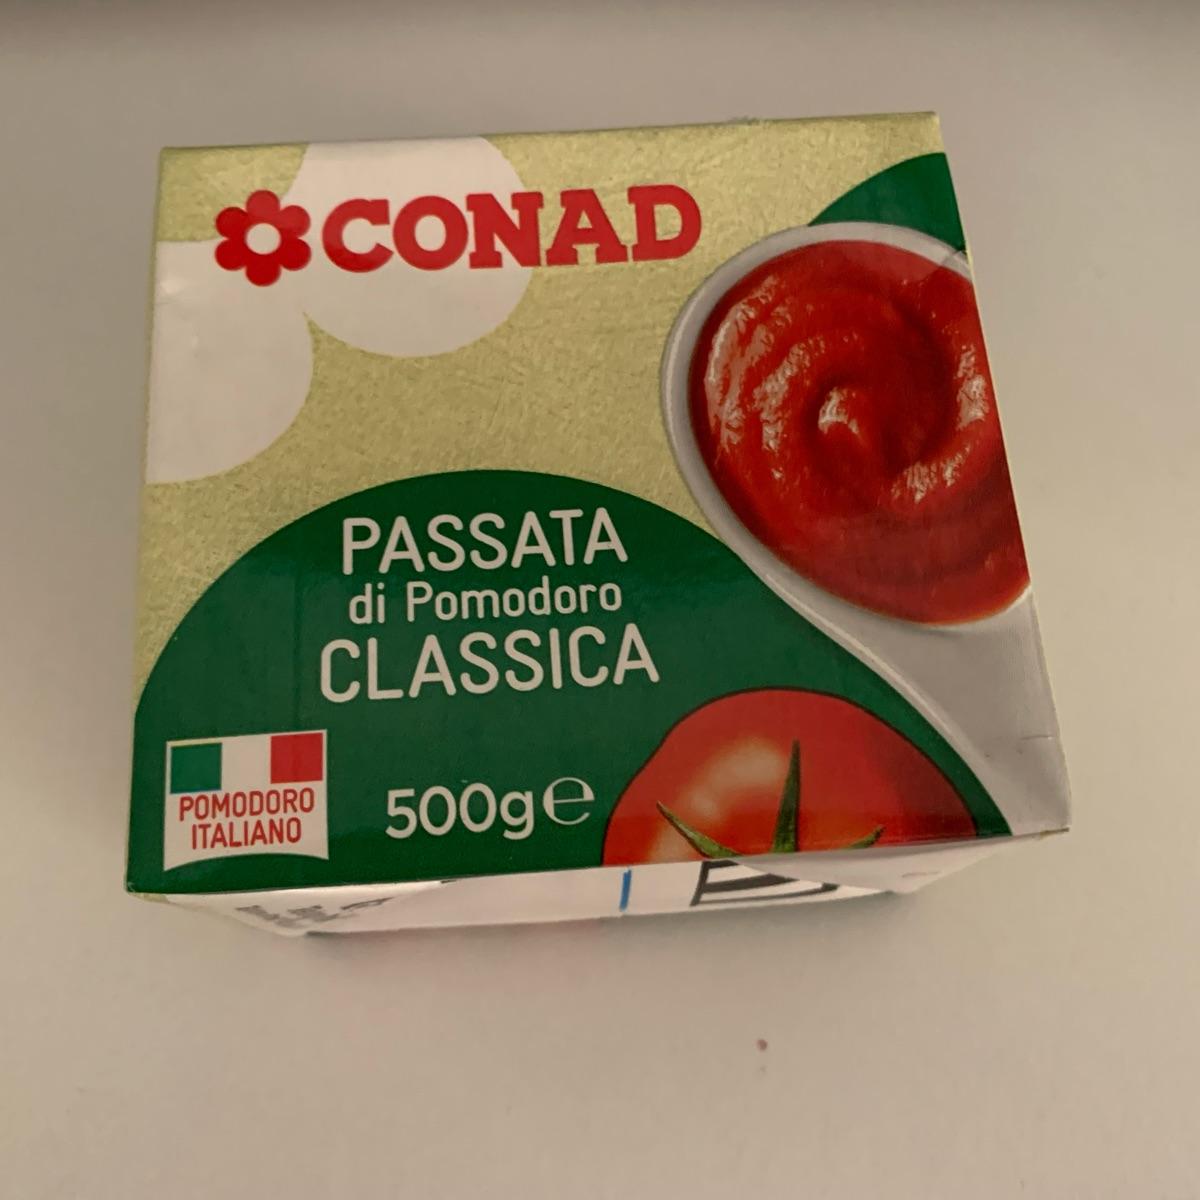 CONAD
PASSATA
di Pomodoro
CLASSICA
POMODORO
ITALIANO
500g℮